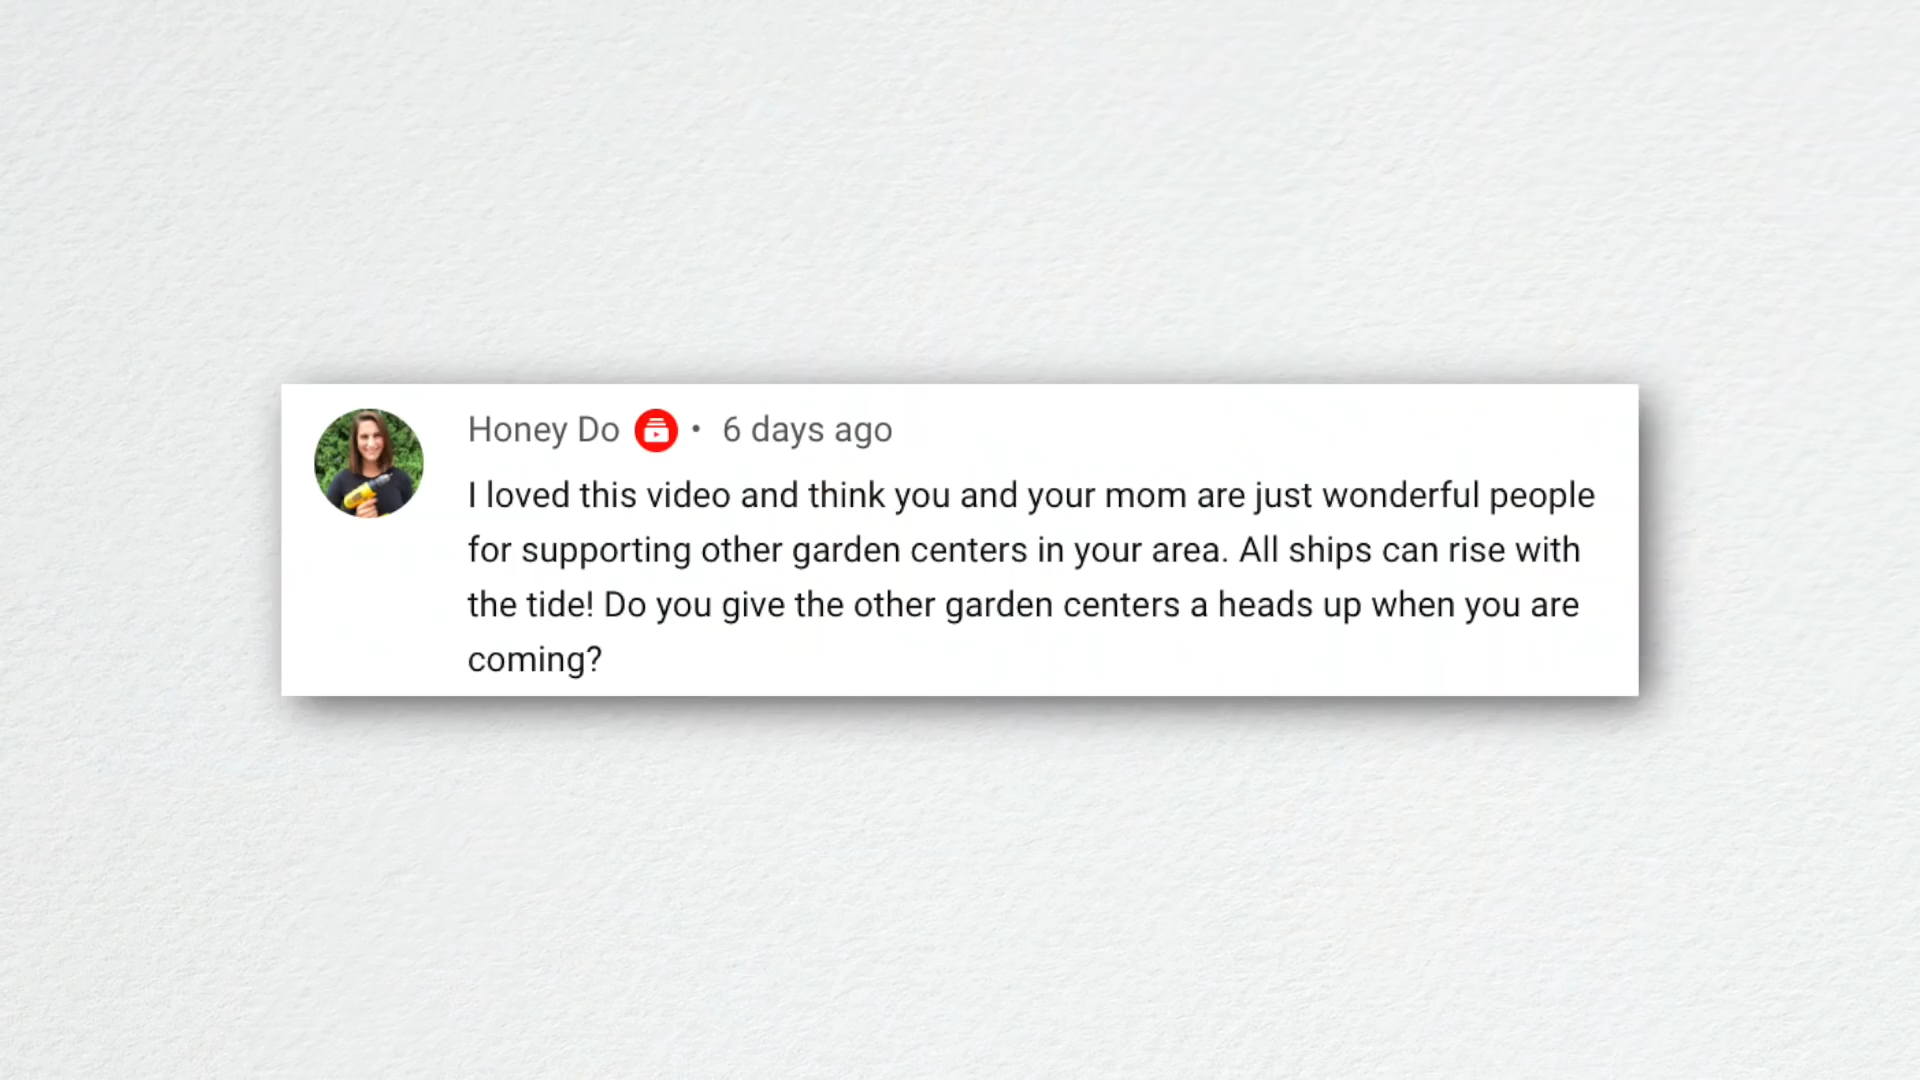 Honey Do • 6 days ago
I loved this video and think you and your mom are just wonderful people
for supporting other garden centers in your area. All ships can rise with
the tide! Do you give the other garden centers a heads up when you are
coming?